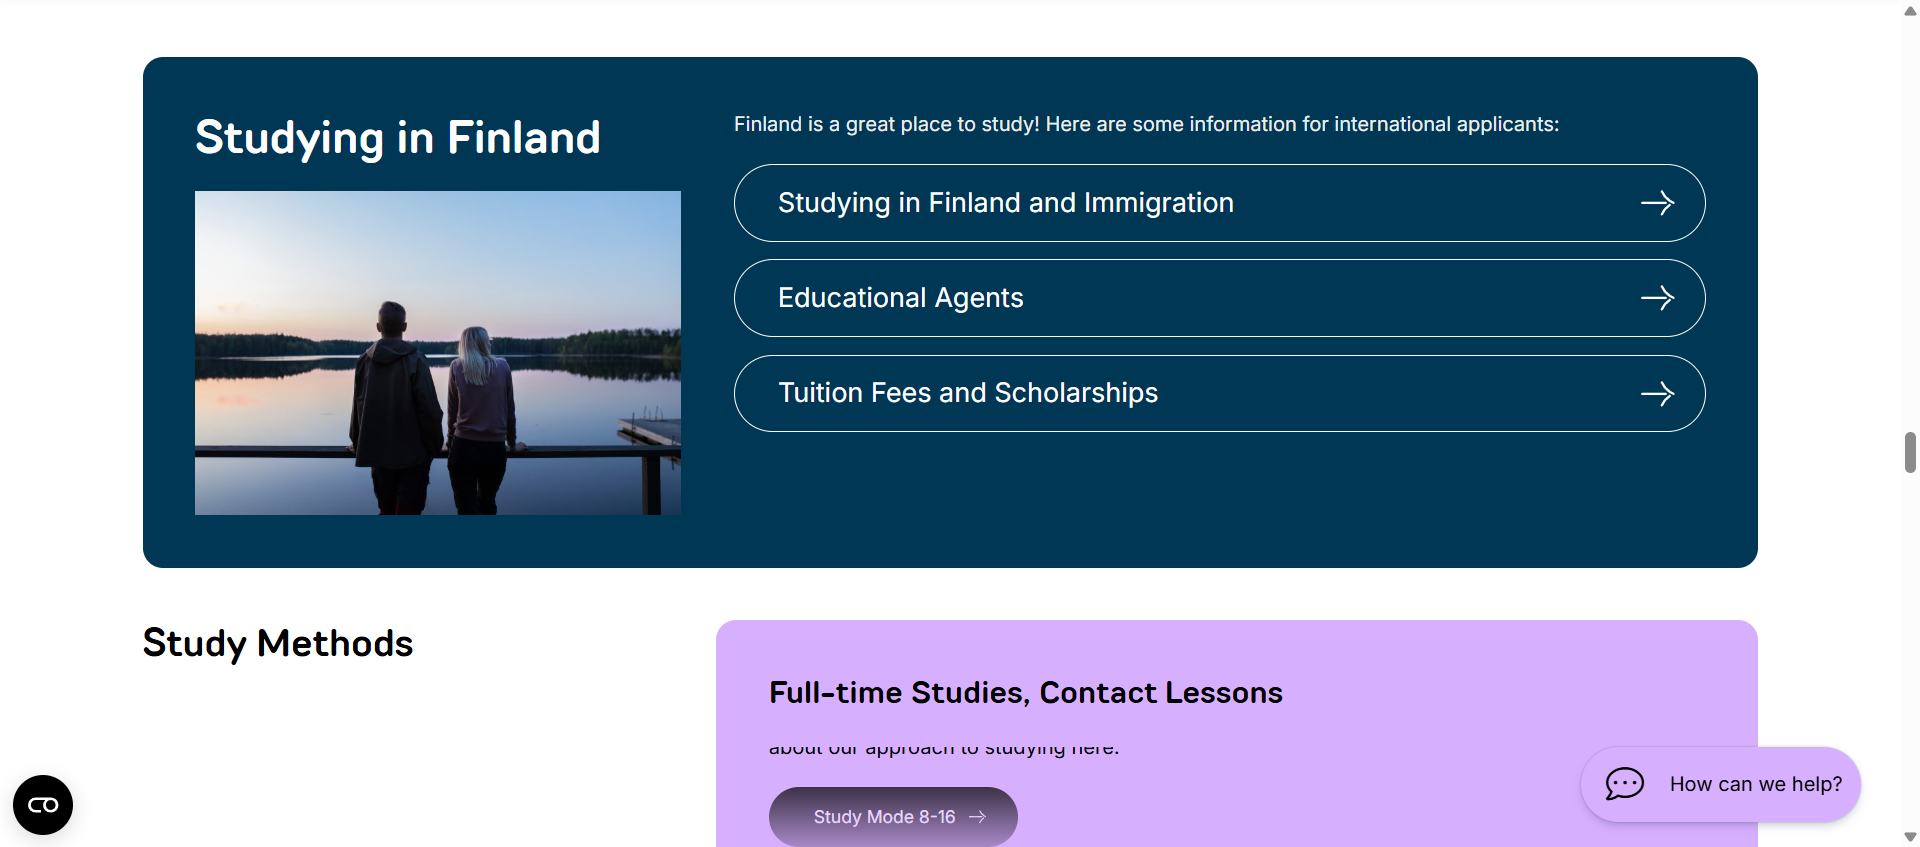 Studying in Finland
Finland is a great place to study! Here are some information for international applicants:
Studying in Finland and Immigration
Educational Agents
Tuition Fees and Scholarships
Study Methods
Full-time Studies, Contact Lessons
about our approach to studying here.
Study Mode 8-16
How can we help?